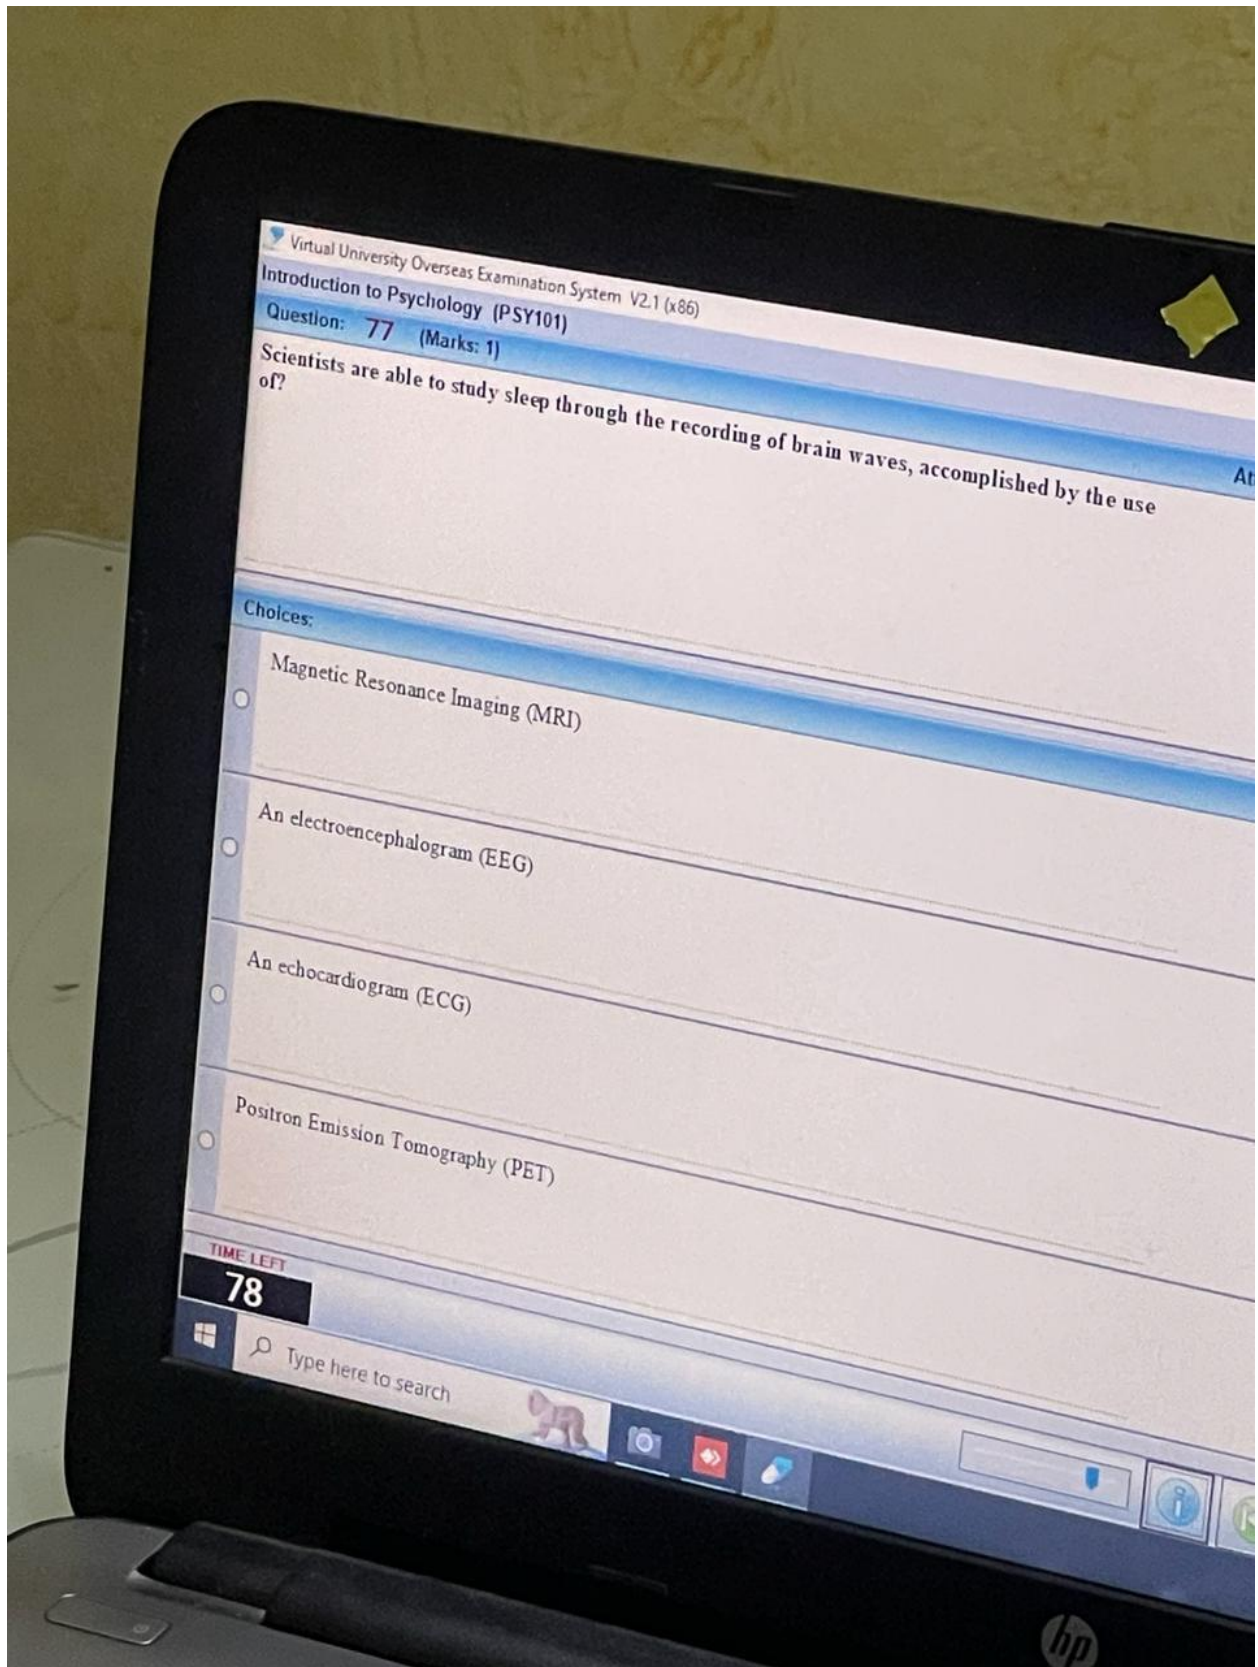 Virtual University Overseas Examination System V2.1 (x86)
Introduction to Psychology (PSY101)
Question: 77 (Marks: 1)
Scientists are able to study sleep through the recording of brain waves, accomplished by the use
of?
Choices:
Magnetic Resonance Imaging (MRI)
An electroencephalogram (EEG)
An echocardiogram (ECG)
Positron Emission Tomography (PET)
TIME LEFT
78
Type here to search
hp